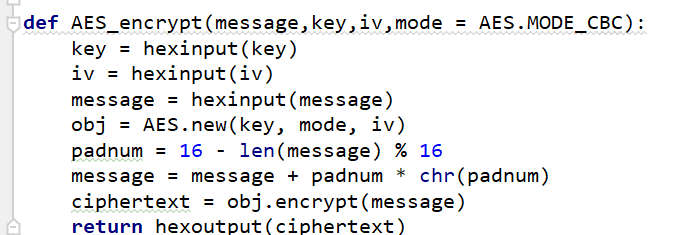 def AES_encrypt(message,key,iv,mode = AES.MODE_CBC):
    key = hexinput(key)
    iv = hexinput(iv)
    message = hexinput(message)
    obj = AES.new(key, mode, iv)
    padnum = 16 - len(message) % 16
    message = message + padnum * chr(padnum)
    ciphertext = obj.encrypt(message)
    return hexoutput(ciphertext)